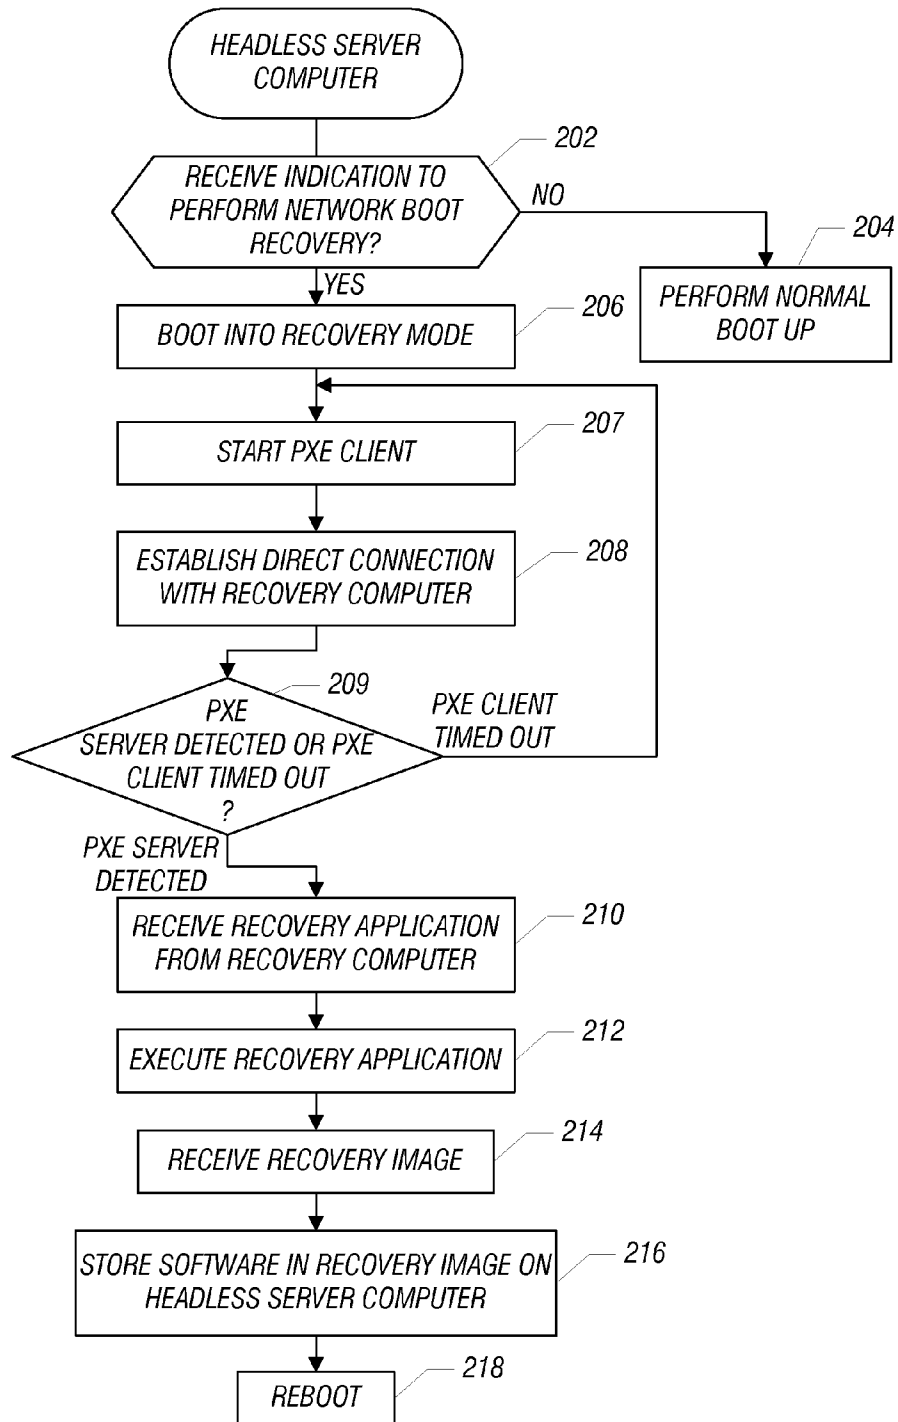 HEADLESS SERVER
COMPUTER
202
RECEIVE INDICATION TO
PERFORM NETWORK BOOT
RECOVERY?
NO
204
PERFORM NORMAL
BOOT UP
YES
206
BOOT INTO RECOVERY MODE
207
START PXE CLIENT
208
ESTABLISH DIRECT CONNECTION
WITH RECOVERY COMPUTER
209
PXE
SERVER DETECTED OR PXE
CLIENT TIMED OUT
?
PXE CLIENT
TIMED OUT
PXE SERVER
DETECTED
210
RECEIVE RECOVERY APPLICATION
FROM RECOVERY COMPUTER
212
EXECUTE RECOVERY APPLICATION
214
RECEIVE RECOVERY IMAGE
216
STORE SOFTWARE IN RECOVERY IMAGE ON
HEADLESS SERVER COMPUTER
218
REBOOT